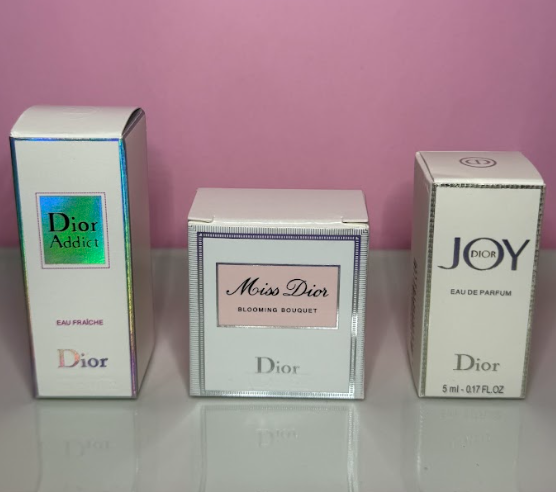 Dior
Addict
EAU FRAÎCHE
Dior
Miss Dior
BLOOMING BOUQUET
Dior
JOY
DIOR
EAU DE PARFUM
Dior
5 ml - 0.17 FL.OZ